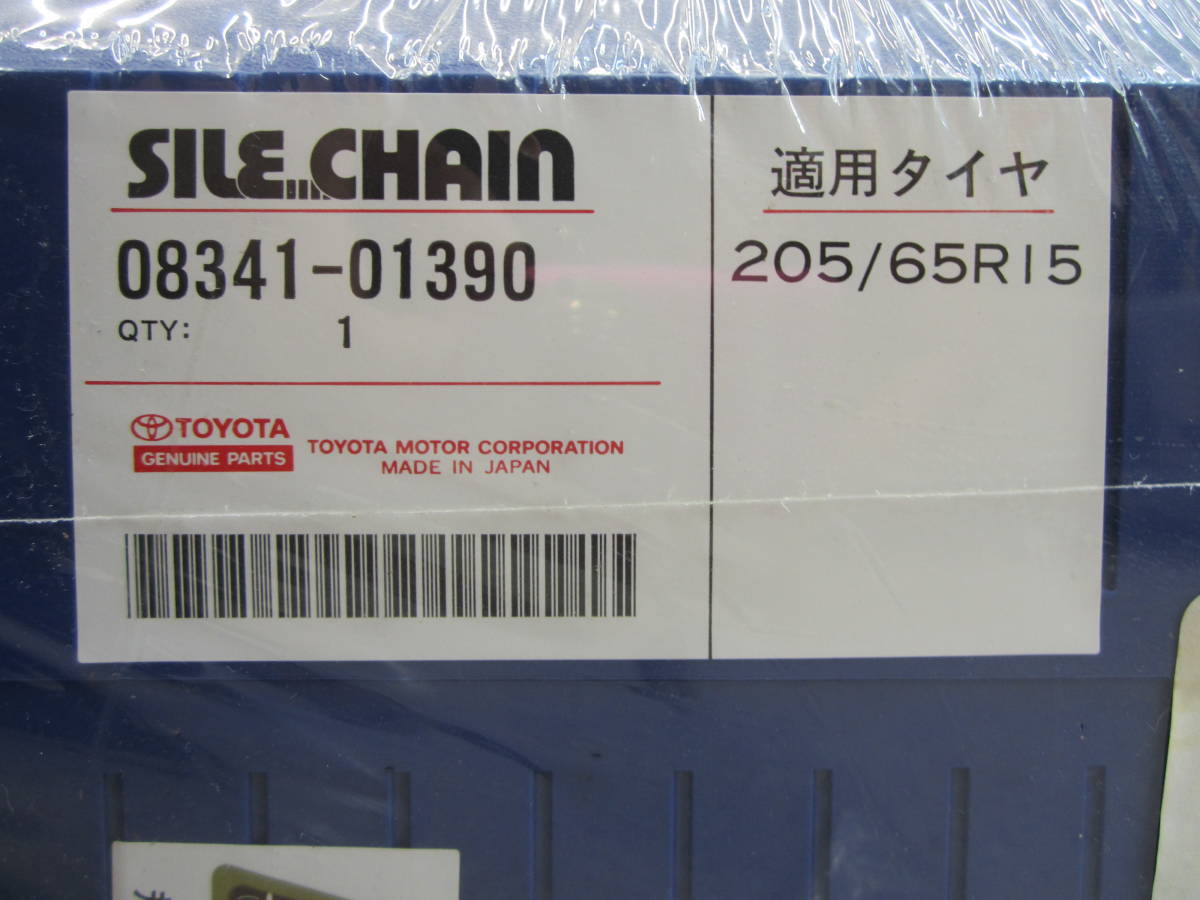 SILE...CHAIN
08341-01390
QTY: 1
TOYOTA
GENUINE PARTS
TOYOTA MOTOR CORPORATION
MADE IN JAPAN
適用タイヤ
205/65R15